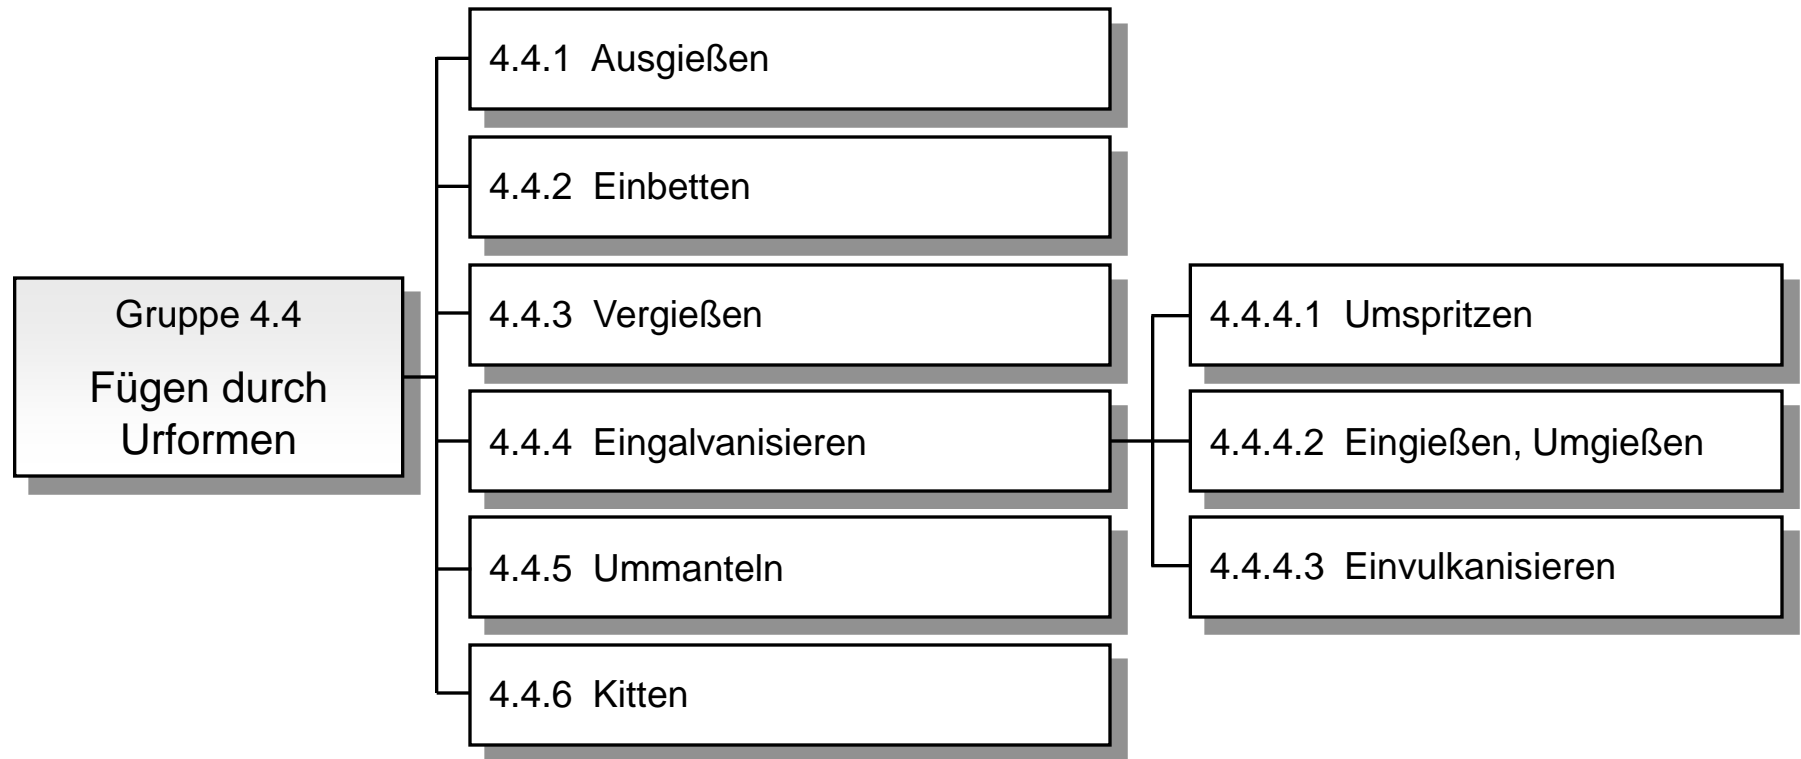 Gruppe 4.4
Fügen durch
Urformen
4.4.1 Ausgießen
4.4.2 Einbetten
4.4.3 Vergießen
4.4.4 Eingalvanisieren
4.4.5 Ummanteln
4.4.6 Kitten
4.4.4.1 Umspritzen
4.4.4.2 Eingießen, Umgießen
4.4.4.3 Einvulkanisieren